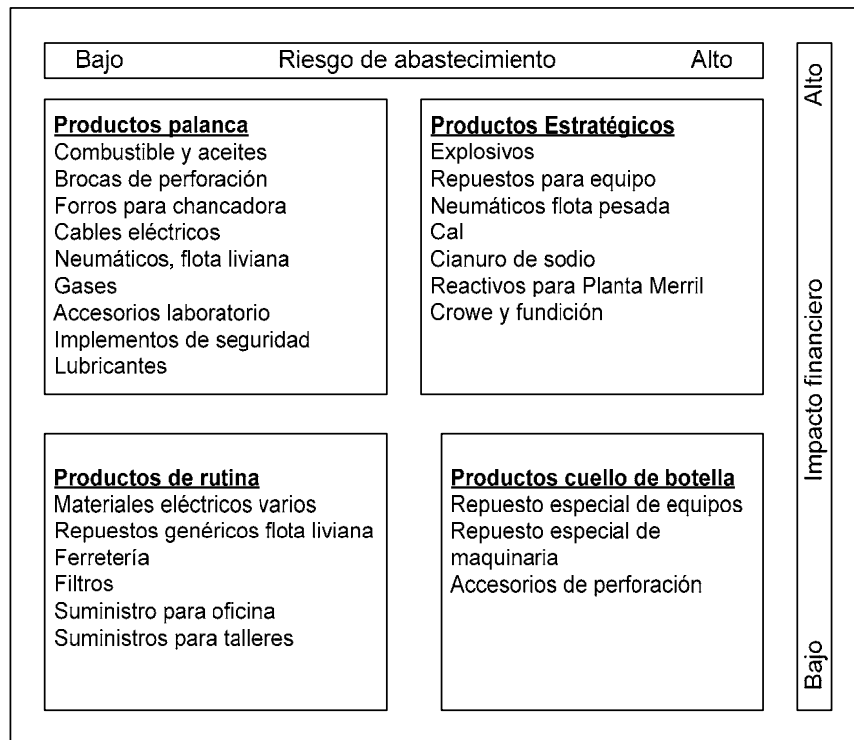 Bajo Riesgo de abastecimiento Alto
Productos palanca
Combustible y aceites
Brocas de perforación
Forros para chancadora
Cables eléctricos
Neumáticos, flota liviana
Gases
Accesorios laboratorio
Implementos de seguridad
Lubricantes
Productos Estratégicos
Explosivos
Repuestos para equipo
Neumáticos flota pesada
Cal
Cianuro de sodio
Reactivos para Planta Merril
Crowe y fundición
Productos de rutina
Materiales eléctricos varios
Repuestos genéricos flota liviana
Ferretería
Filtros
Suministro para oficina
Suministros para talleres
Productos cuello de botella
Repuesto especial de equipos
Repuesto especial de
maquinaria
Accesorios de perforación
Bajo Impacto financiero Alto